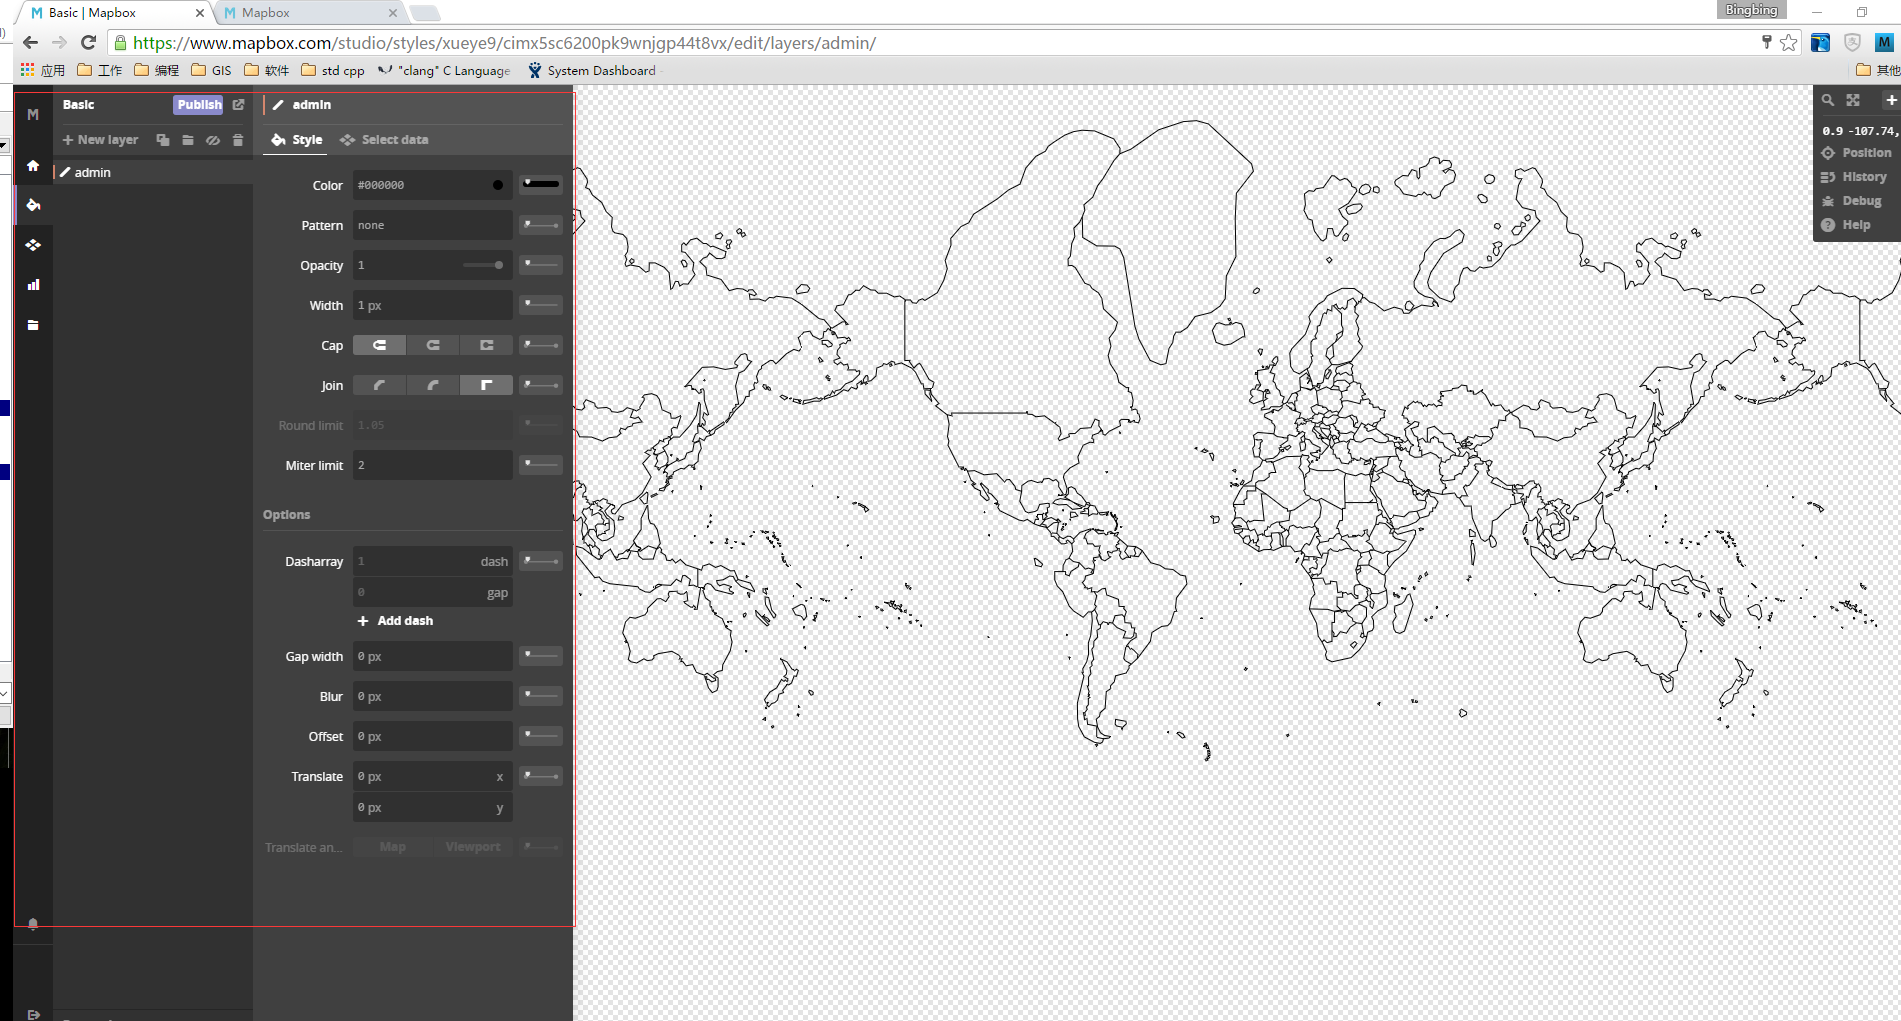 Basic | Mapbox
Mapbox
Bingbing
https://www.mapbox.com/studio/styles/xueye9/cimx5sc6200pk9wnjgp44t8vx/edit/layers/admin/
应用 工作 编程 GIS 软件 std cpp "clang" C Language System Dashboard 其他
Basic Publish
New layer
admin
admin
Style Select data
Color #000000
Pattern none
Opacity 1
Width 1 px
Cap
Join
Round limit 1.05
Miter limit 2
Options
Dasharray 1 dash
0 gap
+ Add dash
Gap width 0 px
Blur 0 px
Offset 0 px
Translate 0 px x
0 px y
Translate an... Map Viewport
0.9 -107.74,
Position
History
Debug
Help